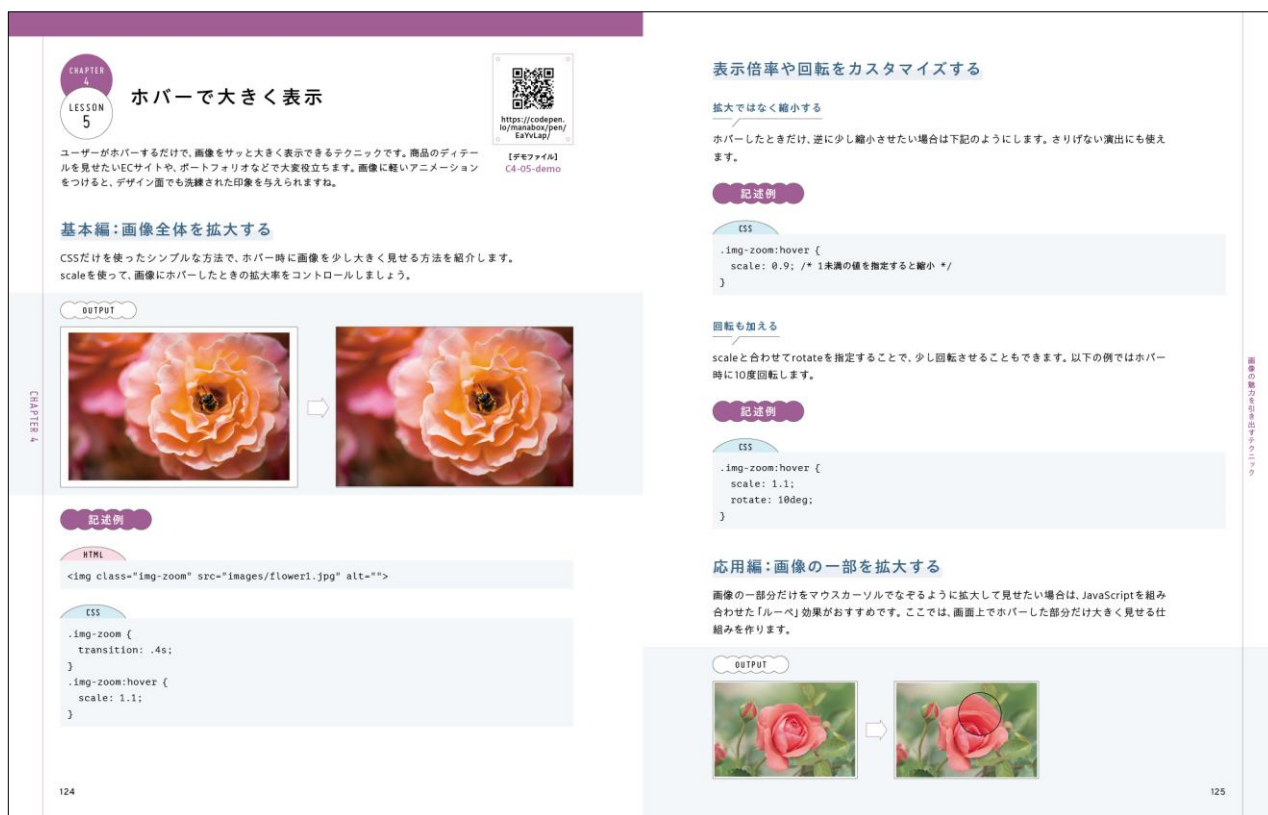 CHAPTER
4
LESSON
5
ホバーで大きく表示
https://codepen.
io/manabox/pen/
EaYvLap/
【デモファイル】
C4-05-demo
ユーザーがホバーするだけで、画像をサッと大きく表示できるテクニックです。商品のディテー
ルを見せたいECサイトや、ポートフォリオなどで大変役立ちます。画像に軽いアニメーション
をつけると、デザイン面でも洗練された印象を与えられますね。
基本編：画像全体を拡大する
CSSだけを使ったシンプルな方法で、ホバー時に画像を少し大きく見せる方法を紹介します。
scaleを使って、画像にホバーしたときの拡大率をコントロールしましょう。
OUTPUT
CHAPTER 4
記述例
HTML
<img class="img-zoom" src="images/flower1.jpg" alt="">
CSS
.img-zoom {
  transition: .4s;
}
.img-zoom:hover {
  scale: 1.1;
}
124
表示倍率や回転をカスタマイズする
拡大ではなく縮小する
ホバーしたときだけ、逆に少し縮小させたい場合は下記のようにします。さりげない演出にも使え
ます。
記述例
CSS
.img-zoom:hover {
  scale: 0.9; /* 1未満の値を指定すると縮小 */
}
回転も加える
scaleと合わせてrotateを指定することで、少し回転させることもできます。以下の例ではホバー
時に10度回転します。
記述例
CSS
.img-zoom:hover {
  scale: 1.1;
  rotate: 10deg;
}
画像の魅力を引き出すテクニック
応用編：画像の一部を拡大する
画像の一部分だけをマウスカーソルでなぞるように拡大して見せたい場合は、JavaScriptを組み
合わせた「ルーペ」効果がおすすめです。ここでは、画面上でホバーした部分だけ大きく見せる仕
組みを作ります。
OUTPUT
125